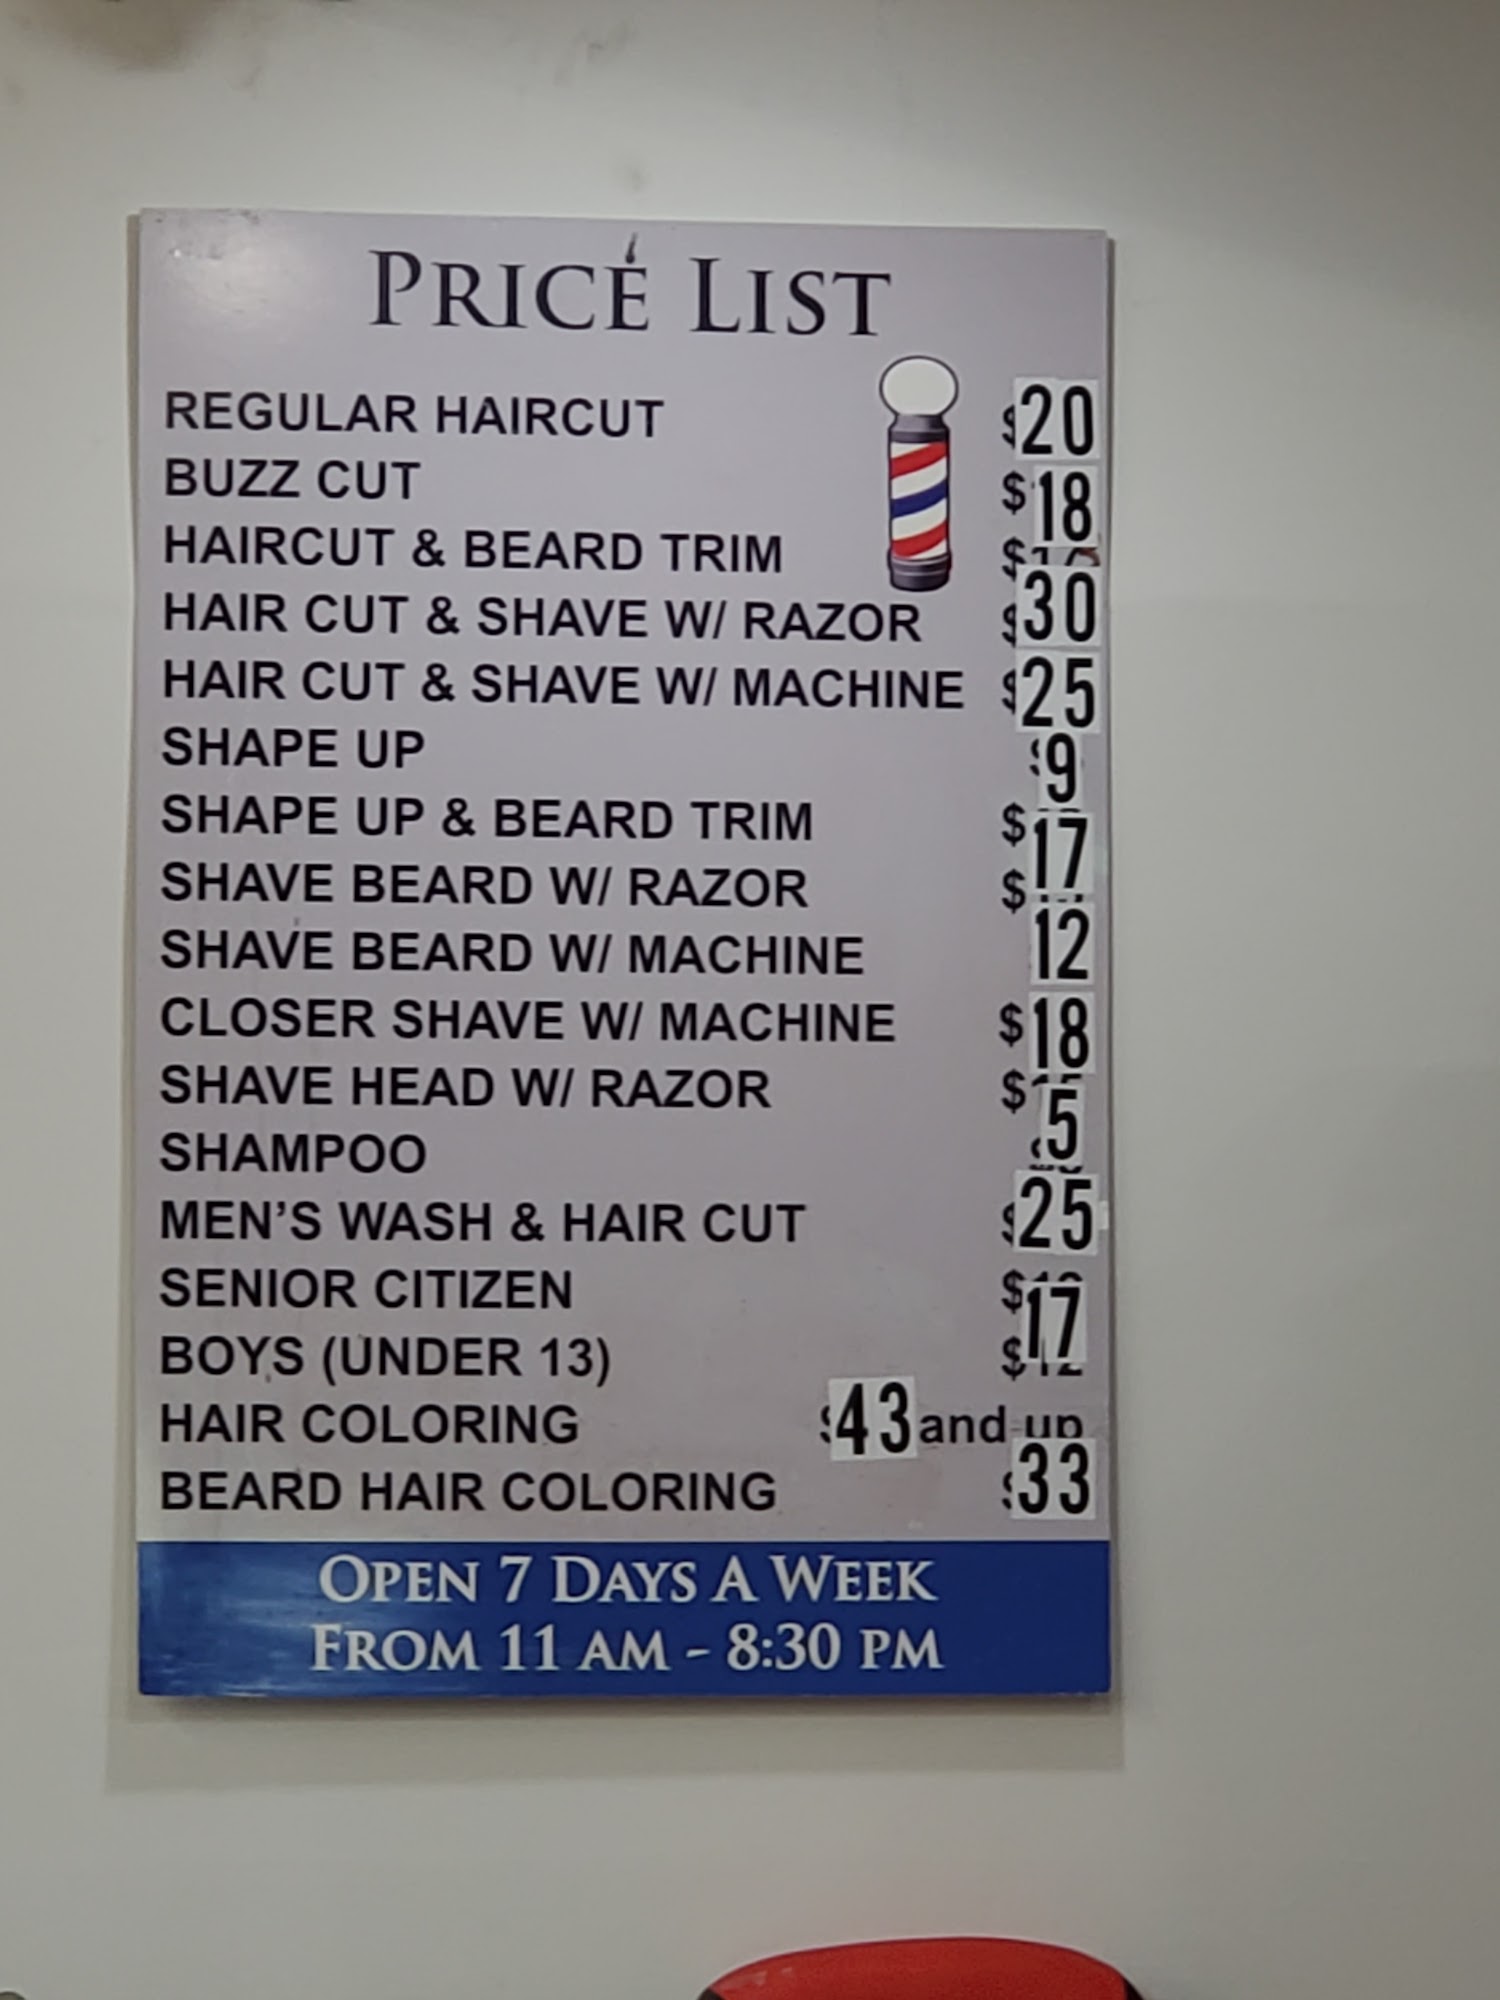 PRICE LIST
REGULAR HAIRCUT $20
BUZZ CUT $18
HAIRCUT & BEARD TRIM $
HAIR CUT & SHAVE W/ RAZOR $30
HAIR CUT & SHAVE W/ MACHINE $25
SHAPE UP $9
SHAPE UP & BEARD TRIM $17
SHAVE BEARD W/ RAZOR $
SHAVE BEARD W/ MACHINE 12
CLOSER SHAVE W/ MACHINE $18
SHAVE HEAD W/ RAZOR $
SHAMPOO 5
MEN'S WASH & HAIR CUT $25
SENIOR CITIZEN $17
BOYS (UNDER 13) $12
HAIR COLORING $43 and up
BEARD HAIR COLORING $33
OPEN 7 DAYS A WEEK
FROM 11 AM - 8:30 PM